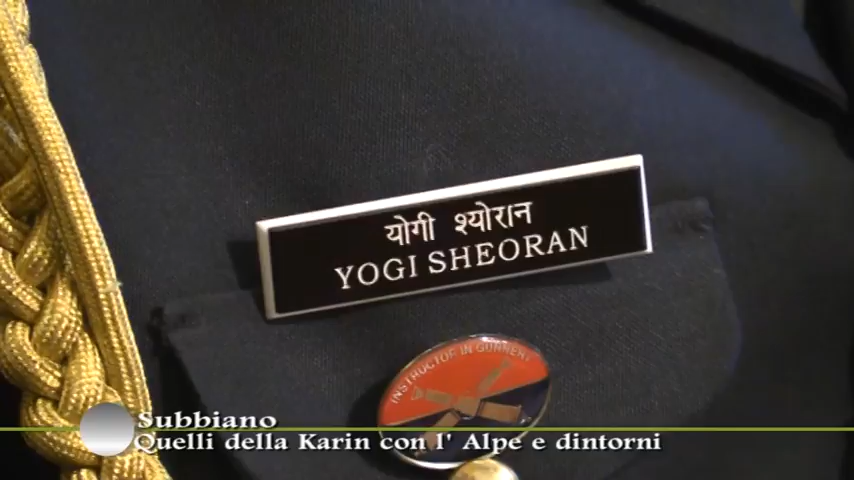 योगी श्योरान
YOGI SHEORAN
INSTRUCTOR IN GUNNERY
Subbiano
Quelli della Karin con l' Alpe e dintorni